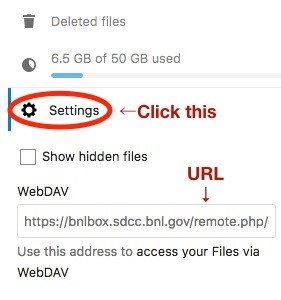 Deleted files
6.5 GB of 50 GB used
Settings ←Click this
Show hidden files
URL
↓
WebDAV
https://bnlbox.sdcc.bnl.gov/remote.php/
Use this address to access your Files via
WebDAV